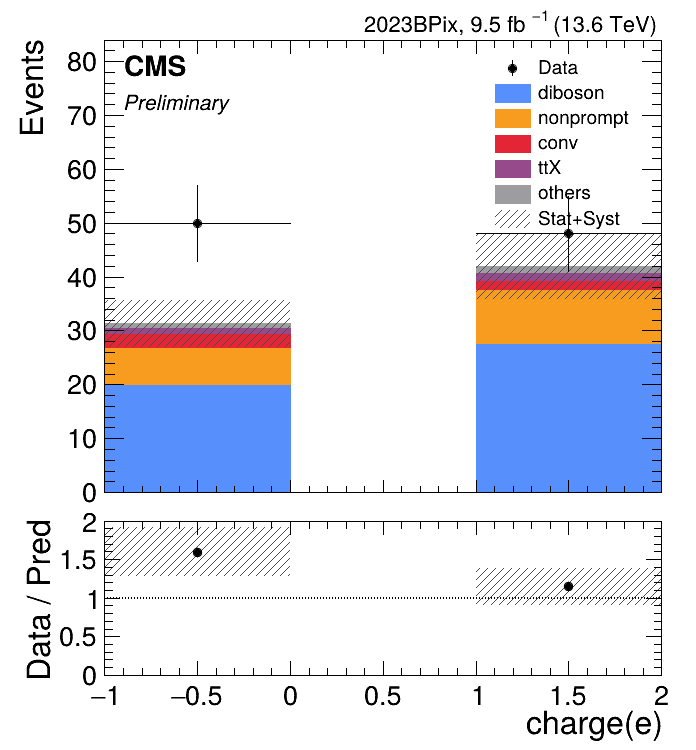 2023BPix, 9.5 fb⁻¹ (13.6 TeV)
CMS
Preliminary
Events
80
70
60
50
40
30
20
10
0
Data
diboson
nonprompt
conv
ttX
others
Stat+Syst
Data / Pred
2
1.5
1
0.5
0
−1
−0.5
0
0.5
1
1.5
2
charge(e)